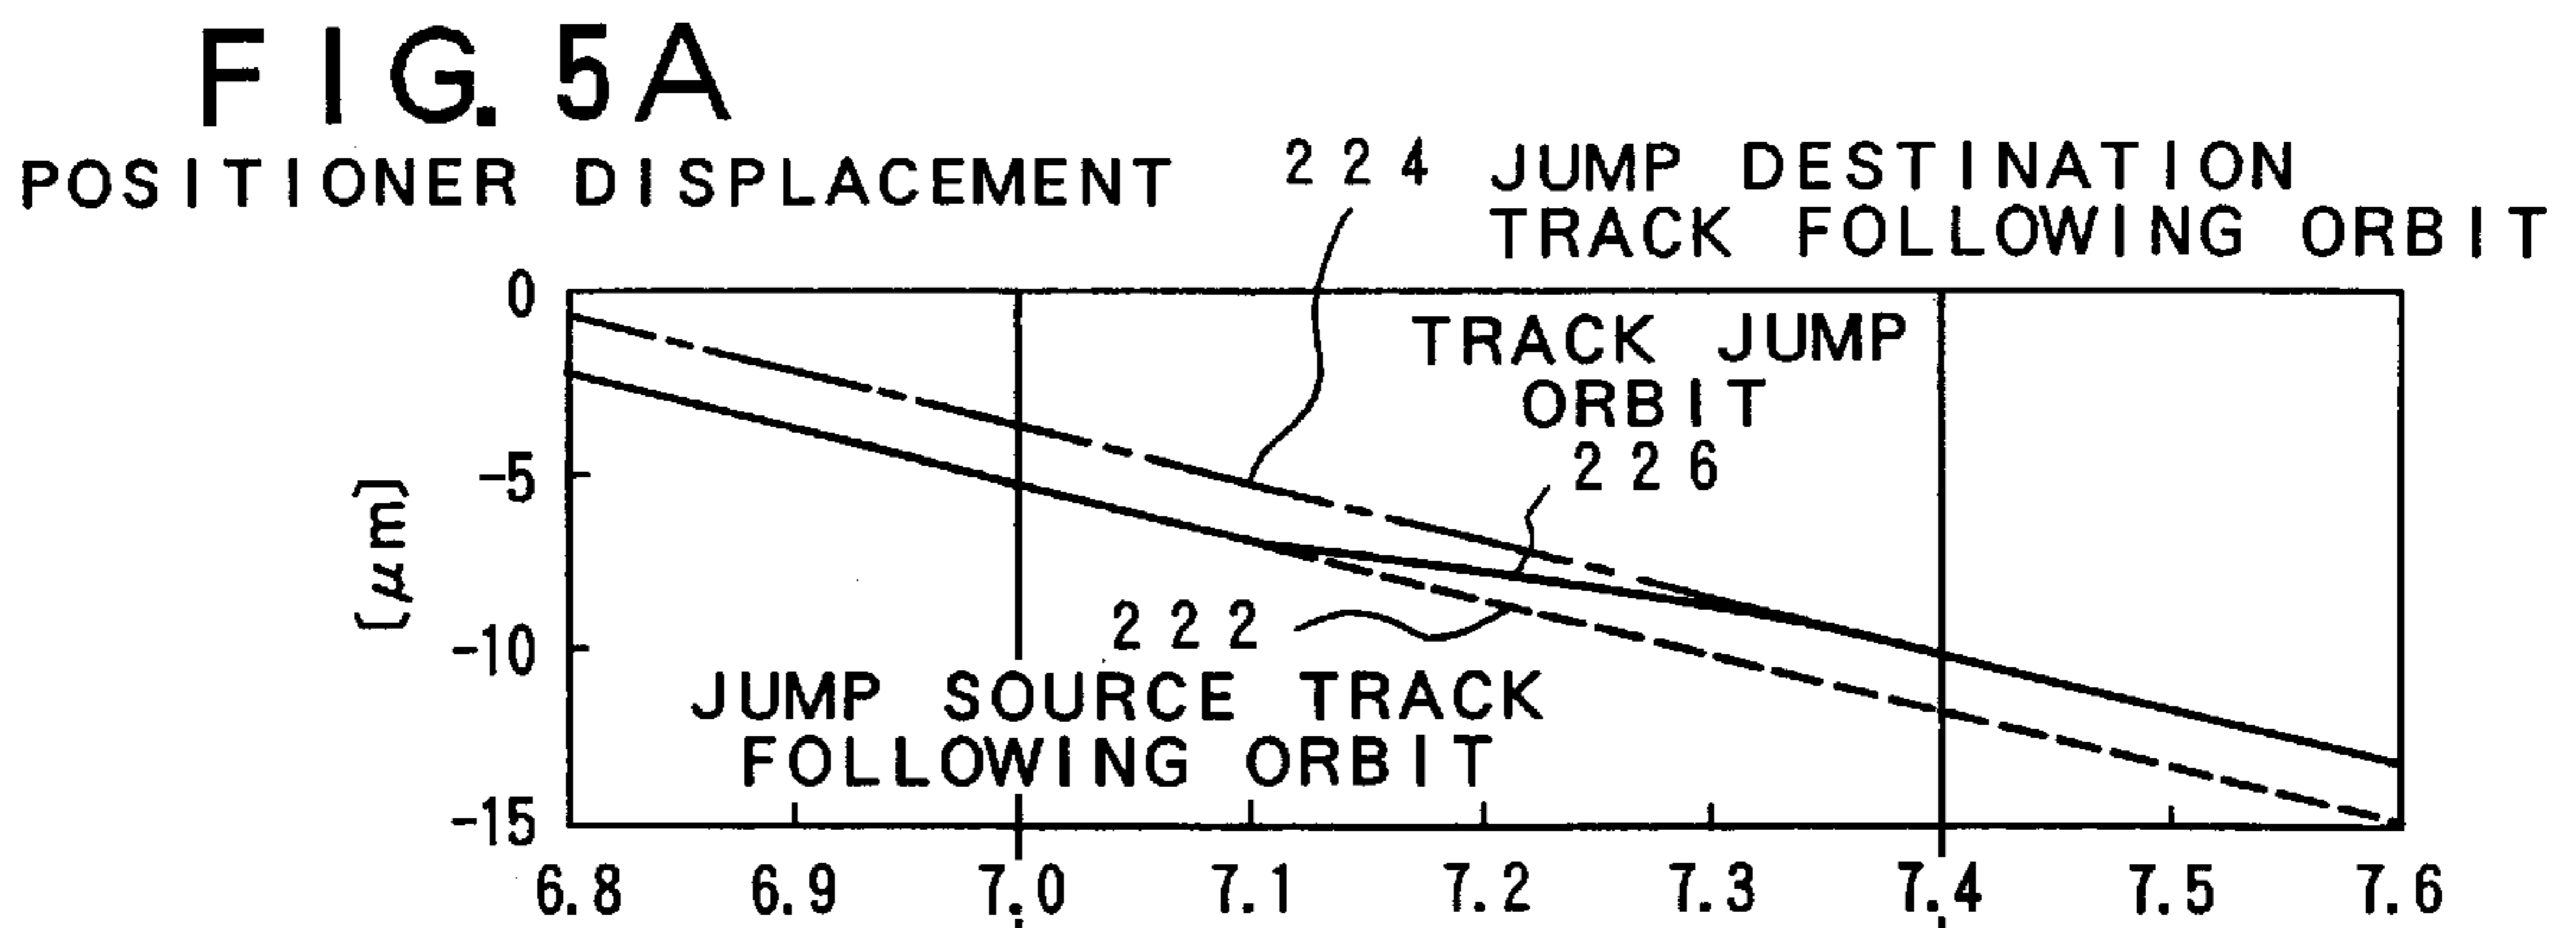 FIG. 5A
POSITIONER DISPLACEMENT
224 JUMP DESTINATION
TRACK FOLLOWING ORBIT
0
TRACK JUMP
ORBIT
226
-5
[μm]
222
-10
JUMP SOURCE TRACK
FOLLOWING ORBIT
-15
6.8 6.9 7.0 7.1 7.2 7.3 7.4 7.5 7.6